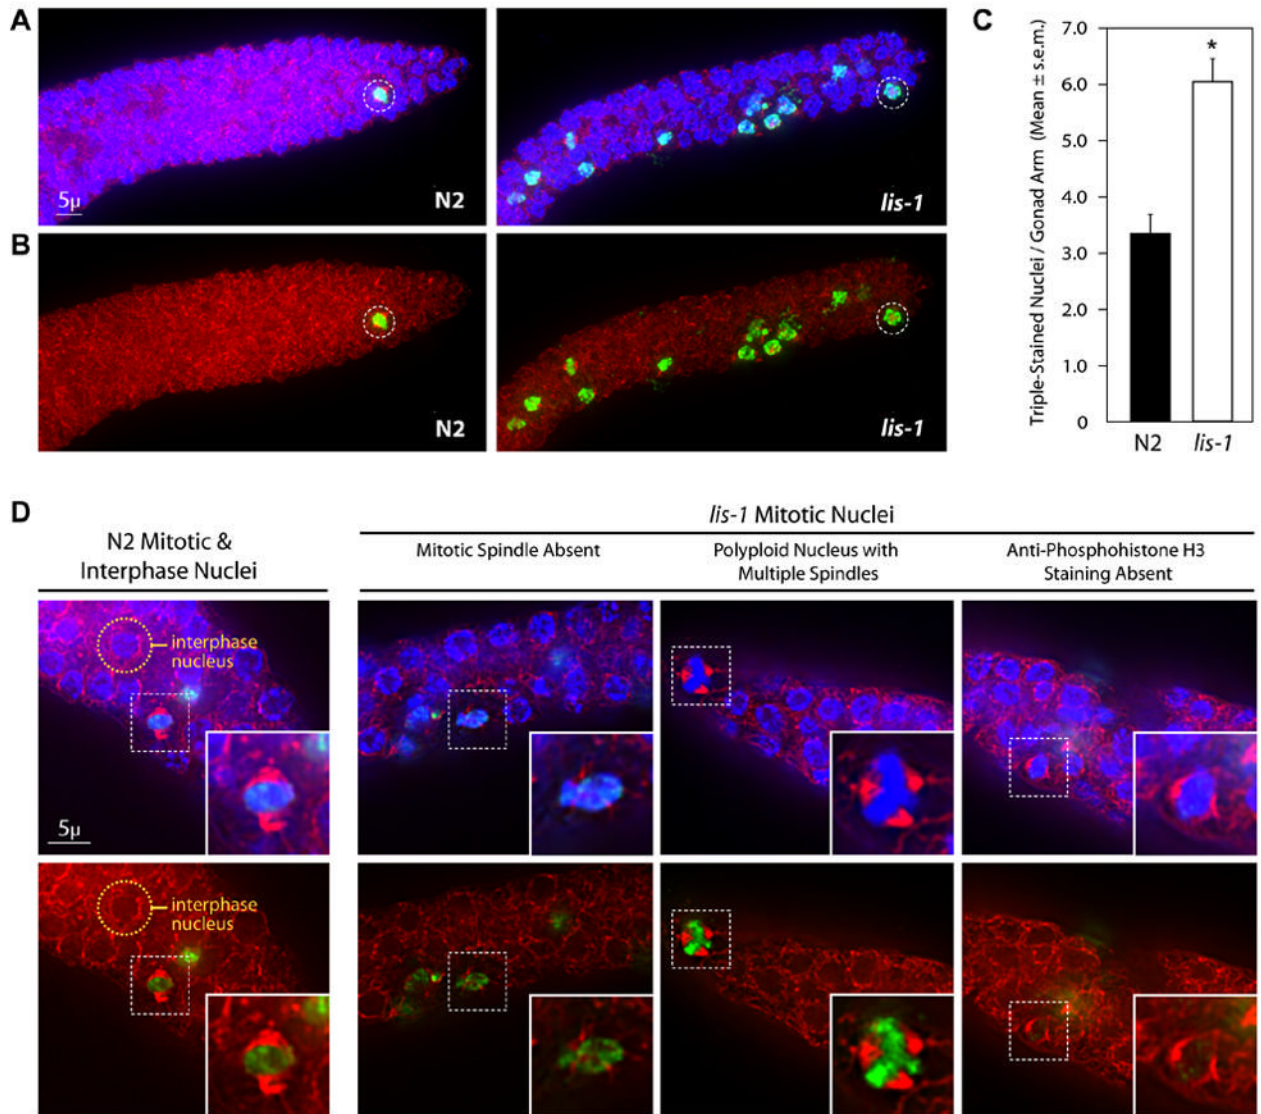 A
5µ
N2
lis-1
B
N2
lis-1
C
Triple-Stained Nuclei / Gonad Arm (Mean ± s.e.m.)
7.0
6.0
5.0
4.0
3.0
2.0
1.0
0
*
N2
lis-1
D
N2 Mitotic &
Interphase Nuclei
lis-1 Mitotic Nuclei
Mitotic Spindle Absent
Polyploid Nucleus with
Multiple Spindles
Anti-Phosphohistone H3
Staining Absent
interphase
nucleus
5µ
interphase
nucleus